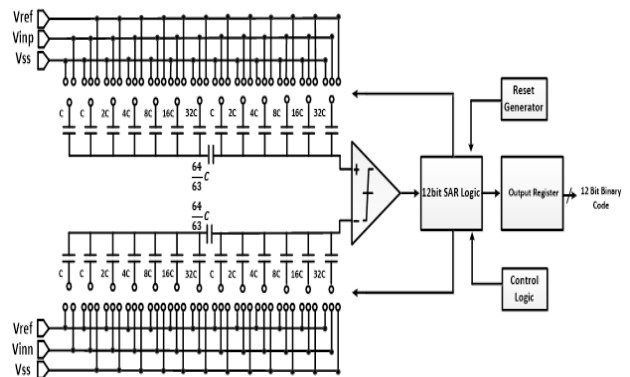 Vref
Vinp
Vss
C C 2C 4C 8C 16C 32C C 2C 4C 8C 16C 32C
64
63 C
+
-
64
63 C
C C 2C 4C 8C 16C 32C C 2C 4C 8C 16C 32C
Vref
Vinn
Vss
Reset
Generator
12bit SAR Logic
Output Register
12 Bit Binary
Code
Control
Logic